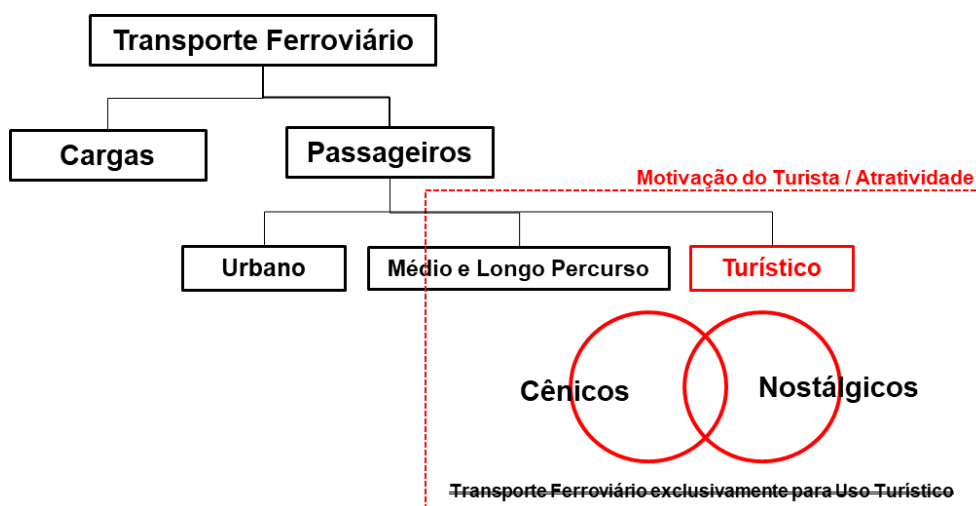 Transporte Ferroviário
Cargas
Passageiros
Motivação do Turista / Atratividade
Urbano
Médio e Longo Percurso
Turístico
Cênicos
Nostálgicos
Transporte Ferroviário exclusivamente para Uso Turístico